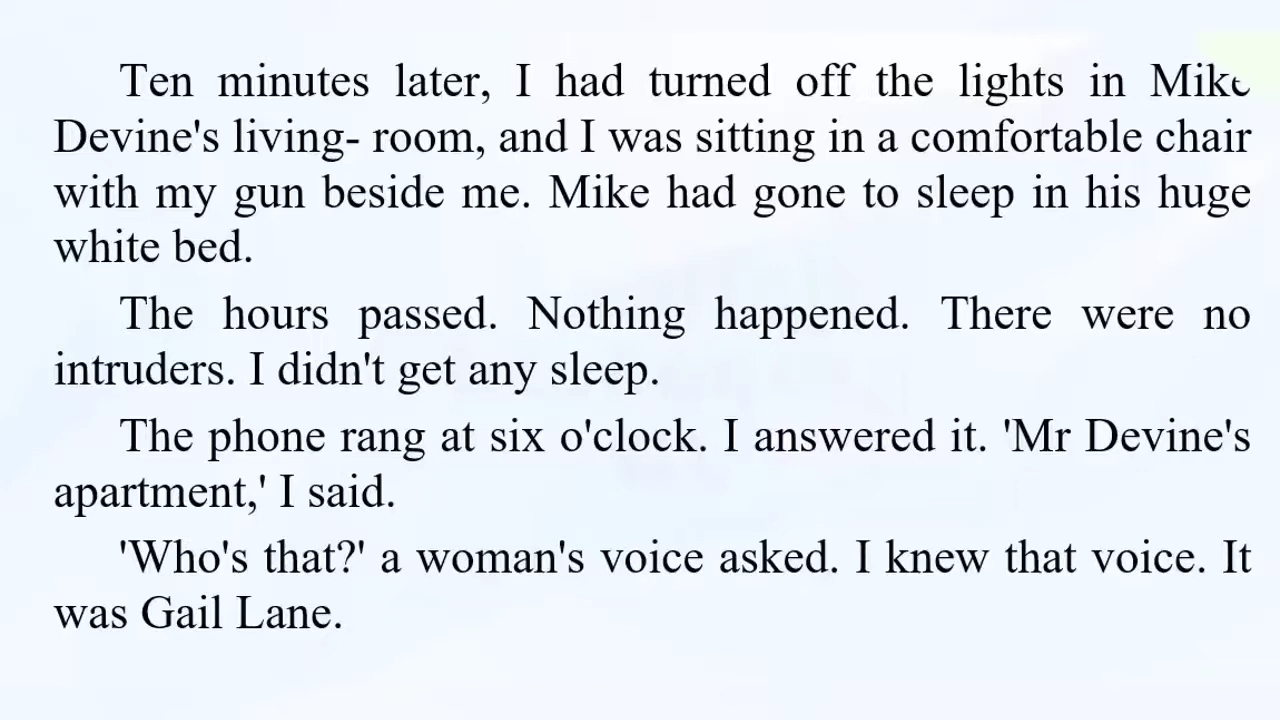 Ten minutes later, I had turned off the lights in Mike
Devine's living- room, and I was sitting in a comfortable chair
with my gun beside me. Mike had gone to sleep in his huge
white bed.
The hours passed. Nothing happened. There were no
intruders. I didn't get any sleep.
The phone rang at six o'clock. I answered it. 'Mr Devine's
apartment,' I said.
'Who's that?' a woman's voice asked. I knew that voice. It
was Gail Lane.